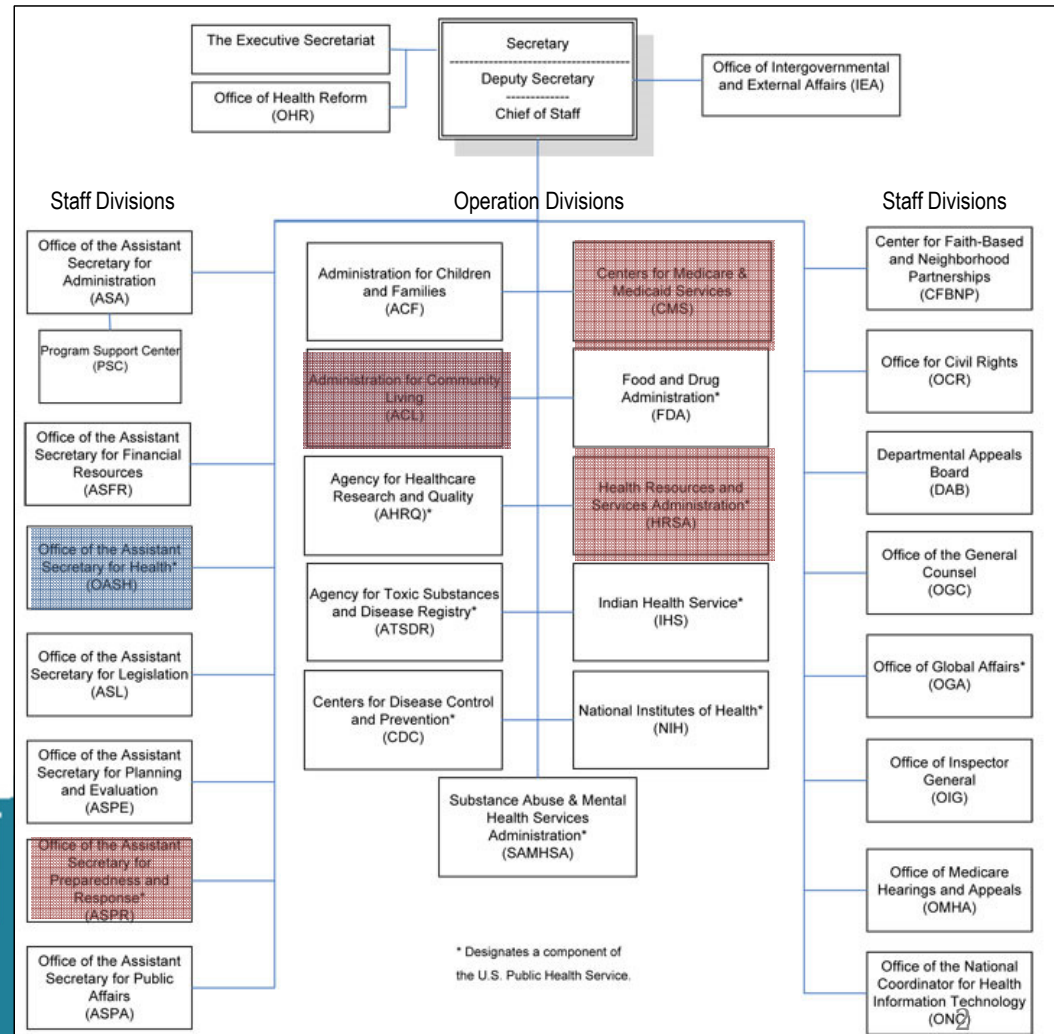 The Executive Secretariat
Office of Health Reform
(OHR)
Secretary
Deputy Secretary
Chief of Staff
Office of Intergovernmental
and External Affairs (IEA)
Staff Divisions
Operation Divisions
Staff Divisions
Office of the Assistant
Secretary for
Administration
(ASA)
Program Support Center
(PSC)
Office of the Assistant
Secretary for Financial
Resources
(ASFR)
Office of the Assistant
Secretary for Health*
(OASH)
Office of the Assistant
Secretary for Legislation
(ASL)
Office of the Assistant
Secretary for Planning
and Evaluation
(ASPE)
Office of the Assistant
Secretary for
Preparedness and
Response*
(ASPR)
Office of the Assistant
Secretary for Public
Affairs
(ASPA)
Administration for Children
and Families
(ACF)
Administration for Community
Living
(ACL)
Agency for Healthcare
Research and Quality
(AHRQ)*
Agency for Toxic Substances
and Disease Registry*
(ATSDR)
Centers for Disease Control
and Prevention*
(CDC)
Centers for Medicare &
Medicaid Services
(CMS)
Food and Drug
Administration*
(FDA)
Health Resources and
Services Administration*
(HRSA)
Indian Health Service*
(IHS)
National Institutes of Health*
(NIH)
Substance Abuse & Mental
Health Services
Administration*
(SAMHSA)
* Designates a component of
the U.S. Public Health Service.
Center for Faith-Based
and Neighborhood
Partnerships
(CFBNP)
Office for Civil Rights
(OCR)
Departmental Appeals
Board
(DAB)
Office of the General
Counsel
(OGC)
Office of Global Affairs*
(OGA)
Office of Inspector
General
(OIG)
Office of Medicare
Hearings and Appeals
(OMHA)
Office of the National
Coordinator for Health
Information Technology
(ONC)
2